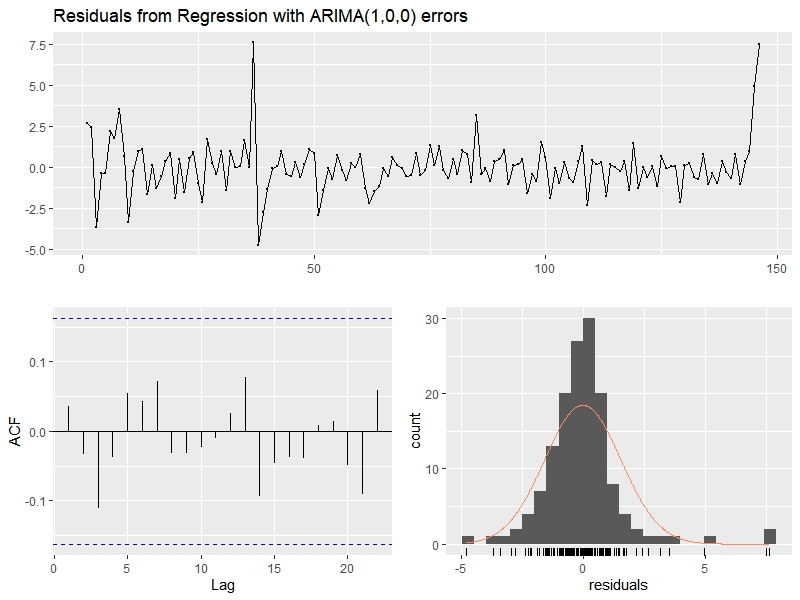 Residuals from Regression with ARIMA(1,0,0) errors
7.5
5.0
2.5
0.0
-2.5
-5.0
0 50 100 150
0.1
0.0
-0.1
ACF
0 5 10 15 20
Lag
30
20
10
0
count
-5 0 5
residuals